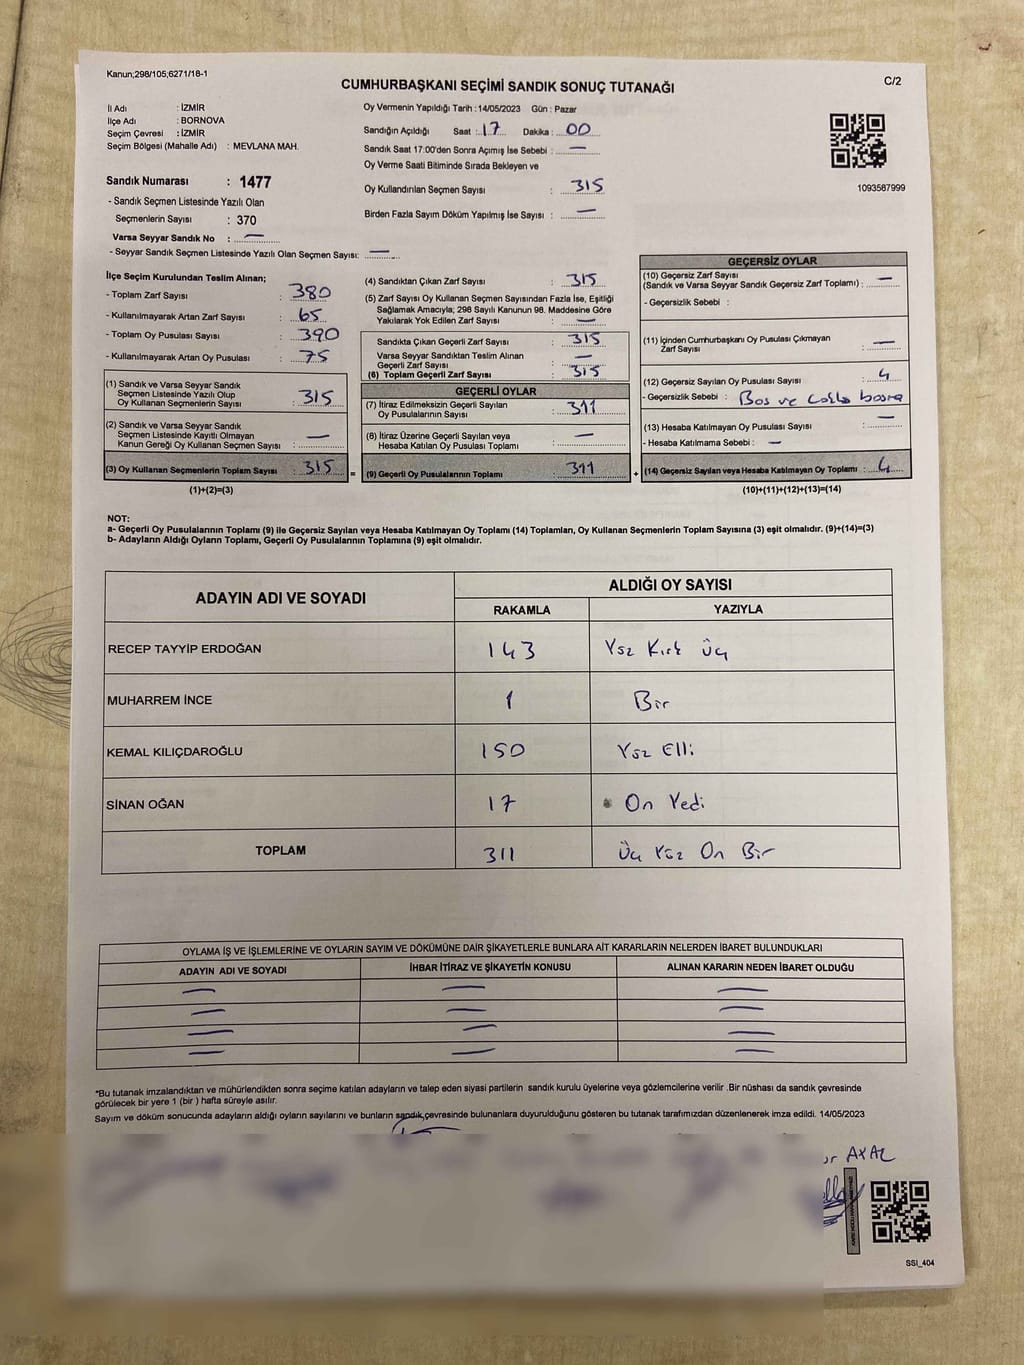 Kanun;298/105;6271/18-1
C/2
CUMHURBAŞKANI SEÇİMİ SANDIK SONUÇ TUTANAĞI
İl Adı : İZMİR
İlçe Adı : BORNOVA
Seçim Çevresi : İZMİR
Seçim Bölgesi (Mahalle Adı) : MEVLANA MAH.
Sandık Numarası : 1477
- Sandık Seçmen Listesinde Yazılı Olan
Seçmenlerin Sayısı : 370
Varsa Seyyar Sandık No : —
- Seyyar Sandık Seçmen Listesinde Yazılı Olan Seçmen Sayısı: —
Oy Vermenin Yapıldığı Tarih :14/05/2023 Gün : Pazar
Sandığın Açıldığı Saat : 17 Dakika : 00
Sandık Saat 17:00'den Sonra Açımış İse Sebebi : —
Oy Verme Saati Bitiminde Sırada Bekleyen ve
Oy Kullandırılan Seçmen Sayısı : 315
Birden Fazla Sayım Döküm Yapılmış İse Sayısı : —
1093587999
İlçe Seçim Kurulundan Teslim Alınan;
- Toplam Zarf Sayısı : 380
- Kullanılmayarak Artan Zarf Sayısı : 65
- Toplam Oy Pusulası Sayısı : 390
- Kullanılmayarak Artan Oy Pusulası : 75
(1) Sandık ve Varsa Seyyar Sandık
Seçmen Listesinde Yazılı Olup
Oy Kullanan Seçmenlerin Sayısı : 315
(2) Sandık ve Varsa Seyyar Sandık
Seçmen Listesinde Kayıtlı Olmayan
Kanun Gereği Oy Kullanan Seçmen Sayısı : —
(3) Oy Kullanan Seçmenlerin Toplam Sayısı : 315 =
(1)+(2)=(3)
(4) Sandıktan Çıkan Zarf Sayısı : 315
(5) Zarf Sayısı Oy Kullanan Seçmen Sayısından Fazla İse, Eşitliği
Sağlamak Amacıyla; 298 Sayılı Kanunun 98. Maddesine Göre
Yakılarak Yok Edilen Zarf Sayısı : —
Sandıkta Çıkan Geçerli Zarf Sayısı : 315
Varsa Seyyar Sandıktan Teslim Alınan
Geçerli Zarf Sayısı : —
(6) Toplam Geçerli Zarf Sayısı : 315
GEÇERLİ OYLAR
(7) İtiraz Edilmeksizin Geçerli Sayılan
Oy Pusulalarının Sayısı : 311
(8) İtiraz Üzerine Geçerli Sayılan veya
Hesaba Katılan Oy Pusulası Sayısı : —
(9) Geçerli Oy Pusulalarının Toplamı : 311 +
GEÇERSİZ OYLAR
(10) Geçersiz Zarf Sayısı
(Sandık ve Varsa Seyyar Sandık Geçersiz Zarf Toplamı) : —
- Geçersizlik Sebebi :
(11) İçinden Cumhurbaşkanı Oy Pusulası Çıkmayan
Zarf Sayısı : —
(12) Geçersiz Sayılan Oy Pusulası Sayısı : 4
- Geçersizlik Sebebi : Bos ve basra
(13) Hesaba Katılmayan Oy Pusulası Sayısı : —
- Hesaba Katılmama Sebebi : —
(14) Geçersiz Sayılan veya Hesaba Katılmayan Oy Toplamı : 4
(10)+(11)+(12)+(13)=(14)
NOT:
a- Geçerli Oy Pusulalarının Toplamı (9) ile Geçersiz Sayılan veya Hesaba Katılmayan Oy Toplamı (14) Toplamları, Oy Kullanan Seçmenlerin Toplam Sayısına (3) eşit olmalıdır. (9)+(14)=(3)
b- Adayların Aldığı Oyların Toplamı, Geçerli Oy Pusulalarının Toplamına (9) eşit olmalıdır.
ADAYIN ADI VE SOYADI
ALDIĞI OY SAYISI
RAKAMLA YAZIYLA
RECEP TAYYİP ERDOĞAN 143 Yüz Kırk Üç
MUHARREM İNCE 1 Bir
KEMAL KILIÇDAROĞLU 150 Yüz Elli
SİNAN OĞAN 17 On Yedi
TOPLAM 311 Üç Yüz On Bir
OYLAMA İŞ VE İŞLEMLERİNE VE OYLARIN SAYIM VE DÖKÜMÜNE DAİR ŞİKAYETLERLE BUNLARA AİT KARARLARIN NELERDEN İBARET BULUNDUKLARI
ADAYIN ADI VE SOYADI İHBAR İTİRAZ VE ŞİKAYETİN KONUSU ALINAN KARARIN NEDEN İBARET OLDUĞU
— — —
— — —
— — —
— — —
*Bu tutanak imzalandıktan ve mühürlendikten sonra seçime katılan adayların ve talep eden siyasi partilerin sandık kurulu üyelerine veya gözlemcilerine verilir .Bir nüshası da sandık çevresinde
görülecek bir yere 1 (bir ) hafta süreyle asılır.
Sayım ve döküm sonucunda adayların aldığı oyların sayılarını ve bunların sandık çevresinde bulunanlara duyurulduğunu gösteren bu tutanak tarafımızdan düzenlenerek imza edildi. 14/05/2023
SSI_404